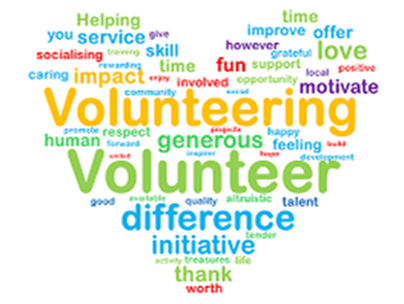 Helping time
you service give improve offer
socialising training skill however grateful love
rewarding time fun support local positive
caring impact enjoy involved opportunity motivate
community social
Volunteering
promote respect projects happy
human forward generous feeling build
united inspire hope development
Volunteer
good available quality altruistic talent
difference
initiative tender
activity treasures life
thank
worth